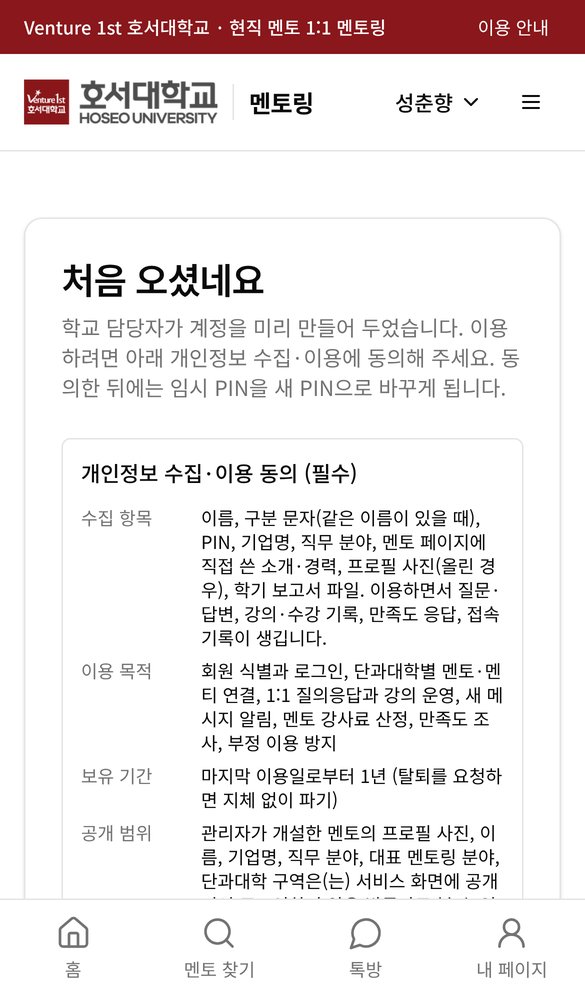 Venture 1st 호서대학교 · 현직 멘토 1:1 멘토링
이용 안내
Venture 1st
호서대학교
호서대학교
HOSEO UNIVERSITY
멘토링
성춘향
처음 오셨네요
학교 담당자가 계정을 미리 만들어 두었습니다. 이용
하려면 아래 개인정보 수집·이용에 동의해 주세요. 동
의한 뒤에는 임시 PIN을 새 PIN으로 바꾸게 됩니다.
개인정보 수집·이용 동의 (필수)
수집 항목
이름, 구분 문자(같은 이름이 있을 때),
PIN, 기업명, 직무 분야, 멘토 페이지에
직접 쓴 소개·경력, 프로필 사진(올린 경
우), 학기 보고서 파일. 이용하면서 질문·
답변, 강의·수강 기록, 만족도 응답, 접속
기록이 생깁니다.
이용 목적
회원 식별과 로그인, 단과대학별 멘토·멘
티 연결, 1:1 질의응답과 강의 운영, 새 메
시지 알림, 멘토 강사료 산정, 만족도 조
사, 부정 이용 방지
보유 기간
마지막 이용일로부터 1년 (탈퇴를 요청하
면 지체 없이 파기)
공개 범위
관리자가 개설한 멘토의 프로필 사진, 이
름, 기업명, 직무 분야, 대표 멘토링 분야,
단과대학 구역은(는) 서비스 화면에 공개
홈
멘토 찾기
톡방
내 페이지